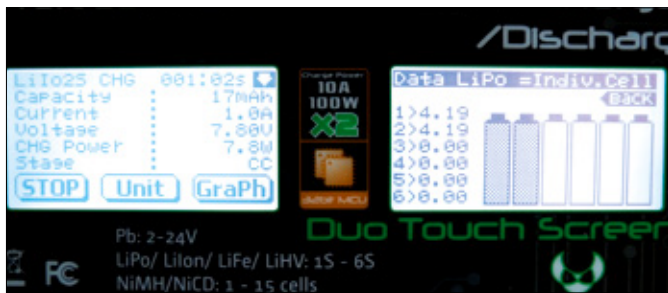 /Discharg
LiIo2S CHG 001:02s
Capacity : 17mAh
Current : 1.0A
Voltage : 7.80V
CHG Power : 7.8W
Stage : CC
STOP Unit GraPh
Charge Power
10A
100W
X2
Data LiPo =Indiv.Cell
BACK
1>4.19
2>4.19
3>0.00
4>0.00
5>0.00
6>0.00
Duo Touch Screen
Pb: 2-24V
LiPo/ LiIon/ LiFe/ LiHV: 1S - 6S
NiMH/NiCD: 1 - 15 cells
FC